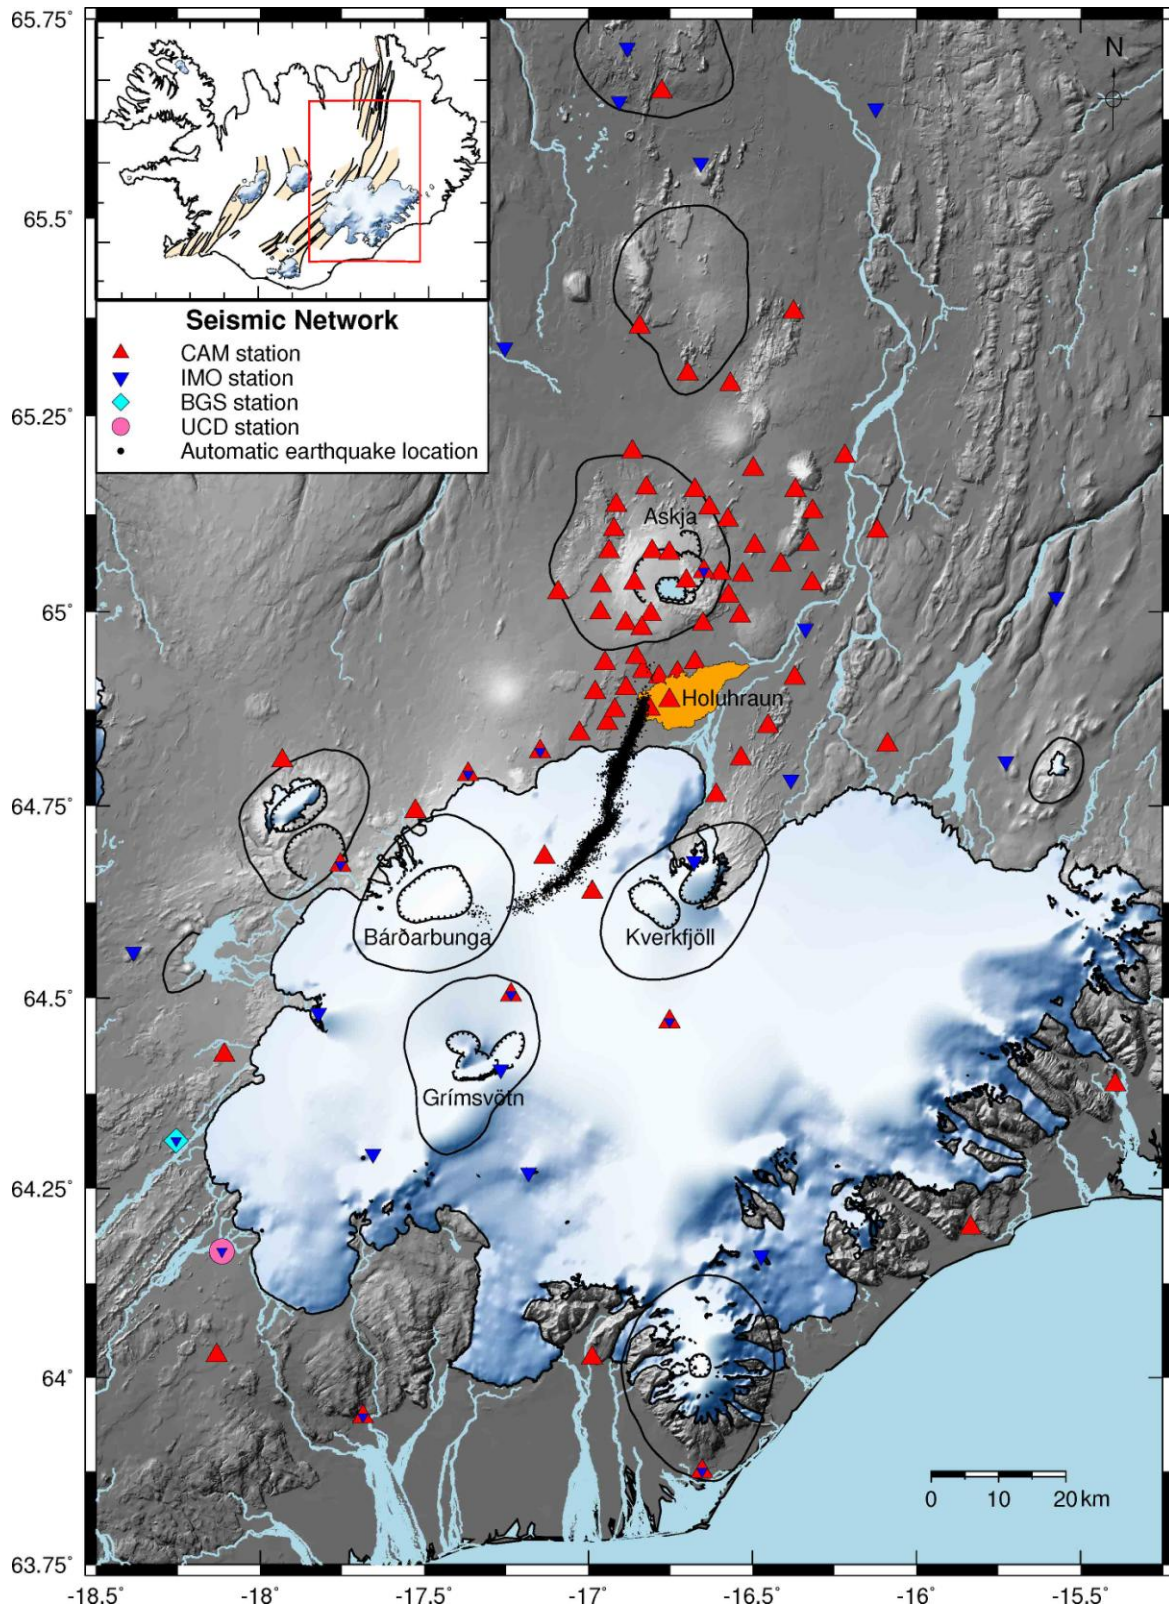 65.75°
65.5°
65.25°
65°
64.75°
64.5°
64.25°
64°
63.75°
N
Seismic Network
CAM station
IMO station
BGS station
UCD station
Automatic earthquake location
Askja
Holuhraun
Bárðarbunga
Kverkfjöll
Grímsvötn
0 10 20 km
-18.5° -18° -17.5° -17° -16.5° -16° -15.5°